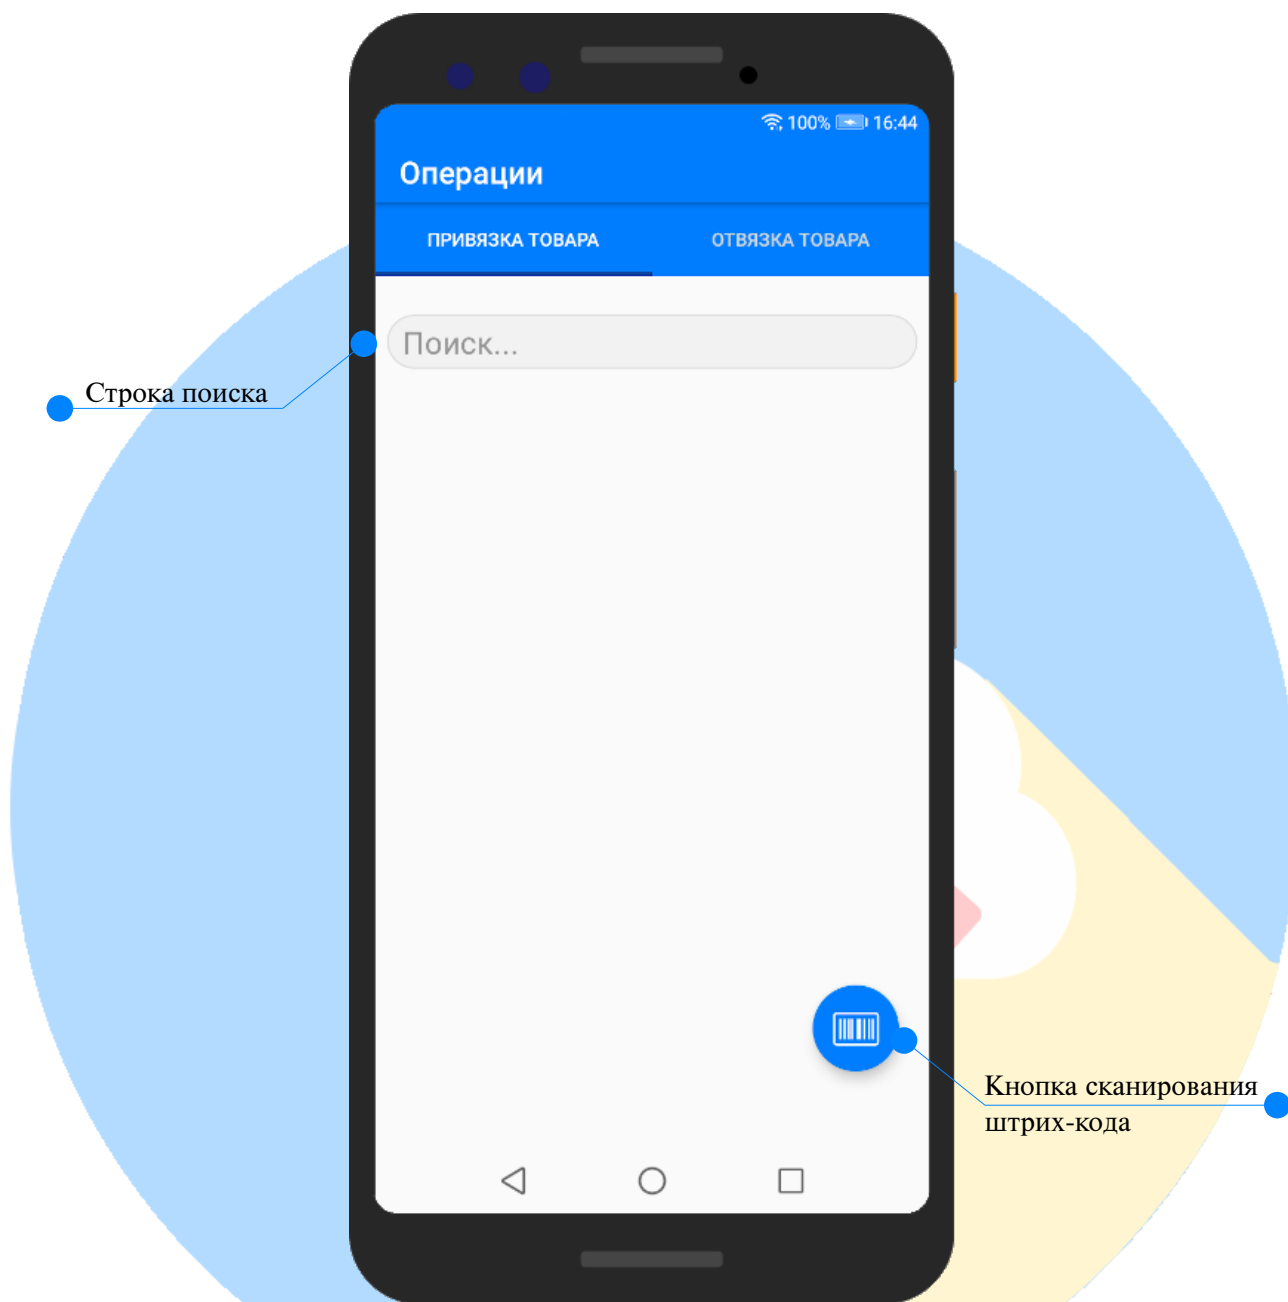 100% 16:44
Операции
ПРИВЯЗКА ТОВАРА ОТВЯЗКА ТОВАРА
Поиск...
Строка поиска
Кнопка сканирования
штрих-кода